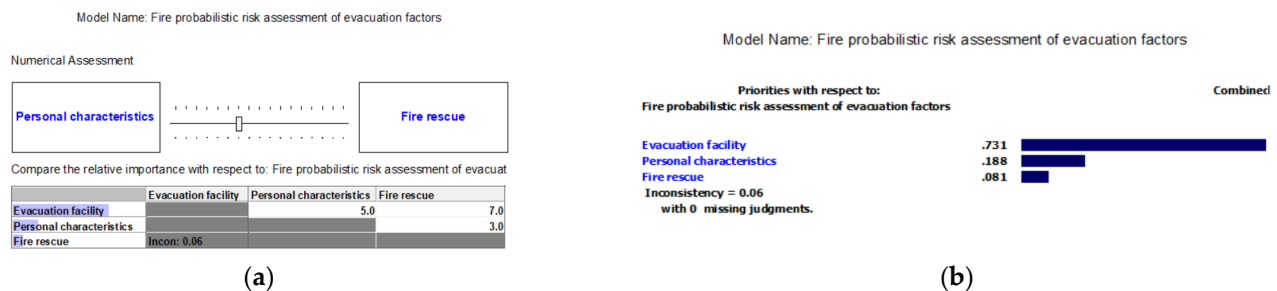 Model Name: Fire probabilistic risk assessment of evacuation factors
Numerical Assessment
Personal characteristics
Fire rescue
Compare the relative importance with respect to: Fire probabilistic risk assessment of evacuat
Evacuation facility Personal characteristics Fire rescue
Evacuation facility 5.0 7.0
Personal characteristics 3.0
Fire rescue Incon: 0.06
(a)
Model Name: Fire probabilistic risk assessment of evacuation factors
Priorities with respect to: Combined
Fire probabilistic risk assessment of evacuation factors
Evacuation facility .731
Personal characteristics .188
Fire rescue .081
Inconsistency = 0.06
with 0 missing judgments.
(b)